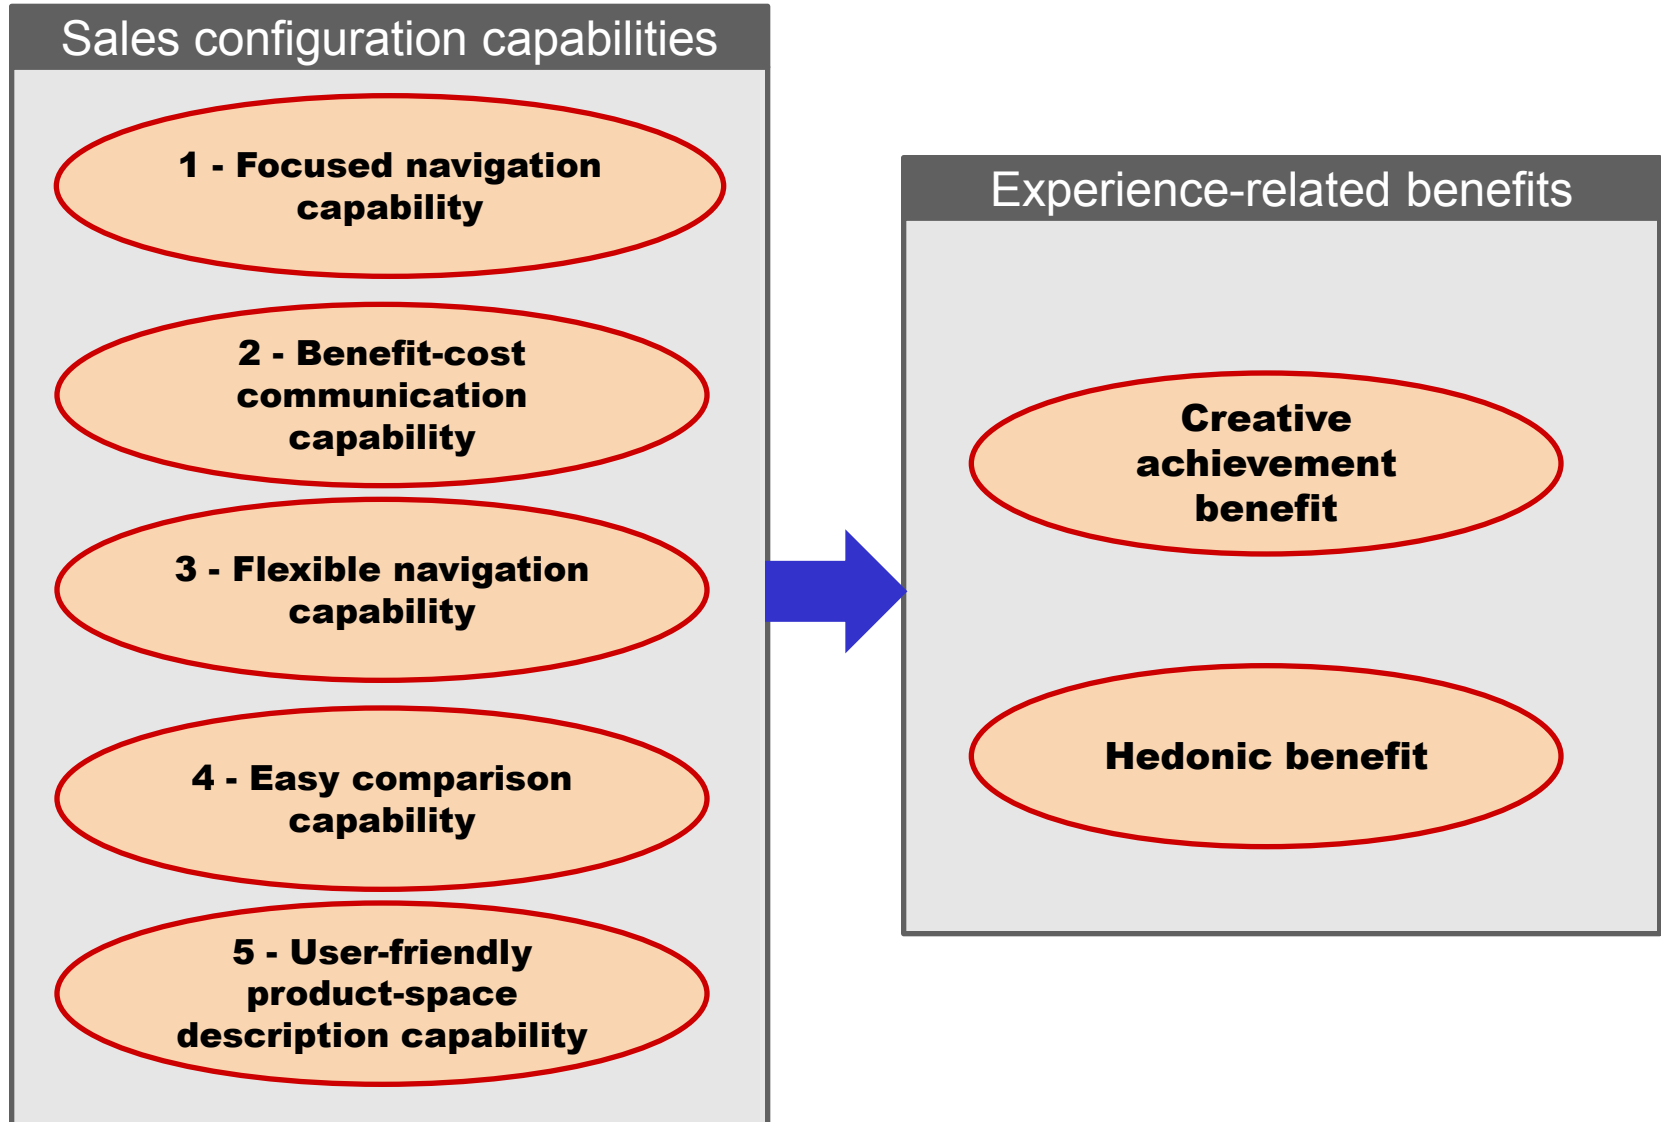 Sales configuration capabilities
1 - Focused navigation
capability
2 - Benefit-cost
communication
capability
3 - Flexible navigation
capability
4 - Easy comparison
capability
5 - User-friendly
product-space
description capability
Experience-related benefits
Creative
achievement
benefit
Hedonic benefit